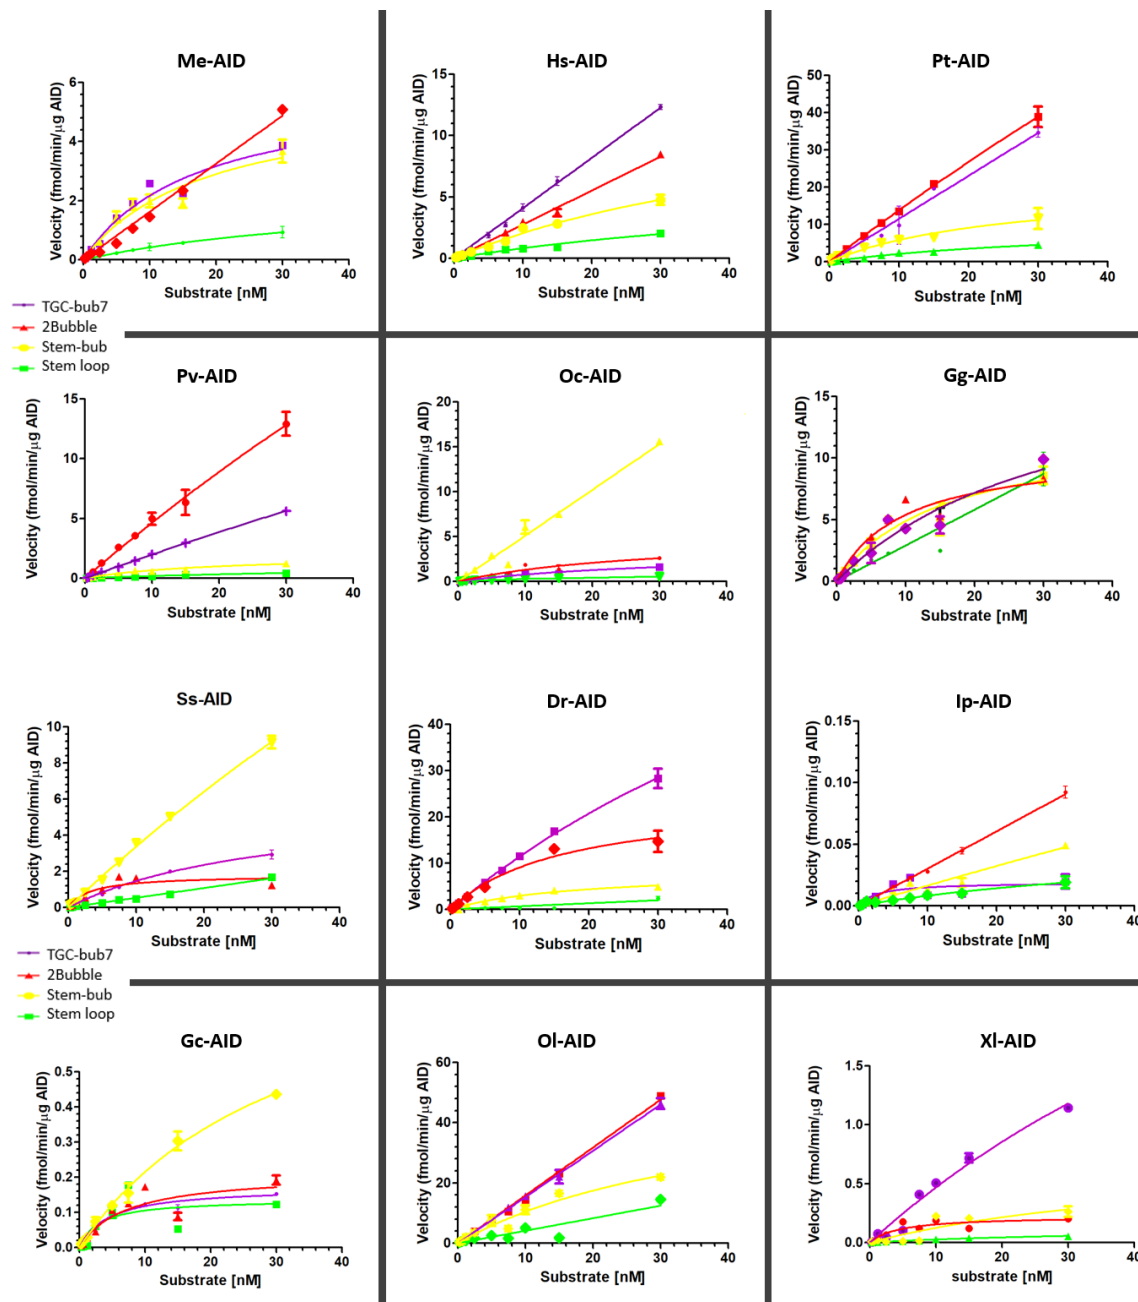 Me-AID
Velocity (fmol/min/µg AID)
6
4
2
0
0 10 20 30 40
Substrate [nM]
Hs-AID
Velocity (fmol/min/µg AID)
15
10
5
0
0 10 20 30 40
Substrate [nM]
Pt-AID
Velocity (fmol/min/µg AID)
50
40
30
20
10
0
0 10 20 30 40
Substrate [nM]
TGC-bub7
2Bubble
Stem-bub
Stem loop
Pv-AID
Velocity (fmol/min/µg AID)
15
10
5
0
0 10 20 30 40
Substrate [nM]
Oc-AID
Velocity (fmol/min/µg AID)
20
15
10
5
0
0 10 20 30 40
Substrate [nM]
Gg-AID
Velocity (fmol/min/µg AID)
15
10
5
0
0 10 20 30 40
Substrate [nM]
Ss-AID
Velocity (fmol/min/µg AID)
10
8
6
4
2
0
0 10 20 30 40
Substrate [nM]
Dr-AID
Velocity (fmol/min/µg AID)
40
30
20
10
0
0 10 20 30 40
Substrate [nM]
Ip-AID
Velocity (fmol/min/µg AID)
0.15
0.10
0.05
0.00
0 10 20 30 40
Substrate [nM]
TGC-bub7
2Bubble
Stem-bub
Stem loop
Gc-AID
Velocity (fmol/min/µg AID)
0.5
0.4
0.3
0.2
0.1
0.0
0 10 20 30 40
Substrate [nM]
Ol-AID
Velocity (fmol/min/µg AID)
60
40
20
0
0 10 20 30 40
Substrate [nM]
Xl-AID
Velocity (fmol/min/µg AID)
1.5
1.0
0.5
0.0
0 10 20 30 40
substrate [nM]